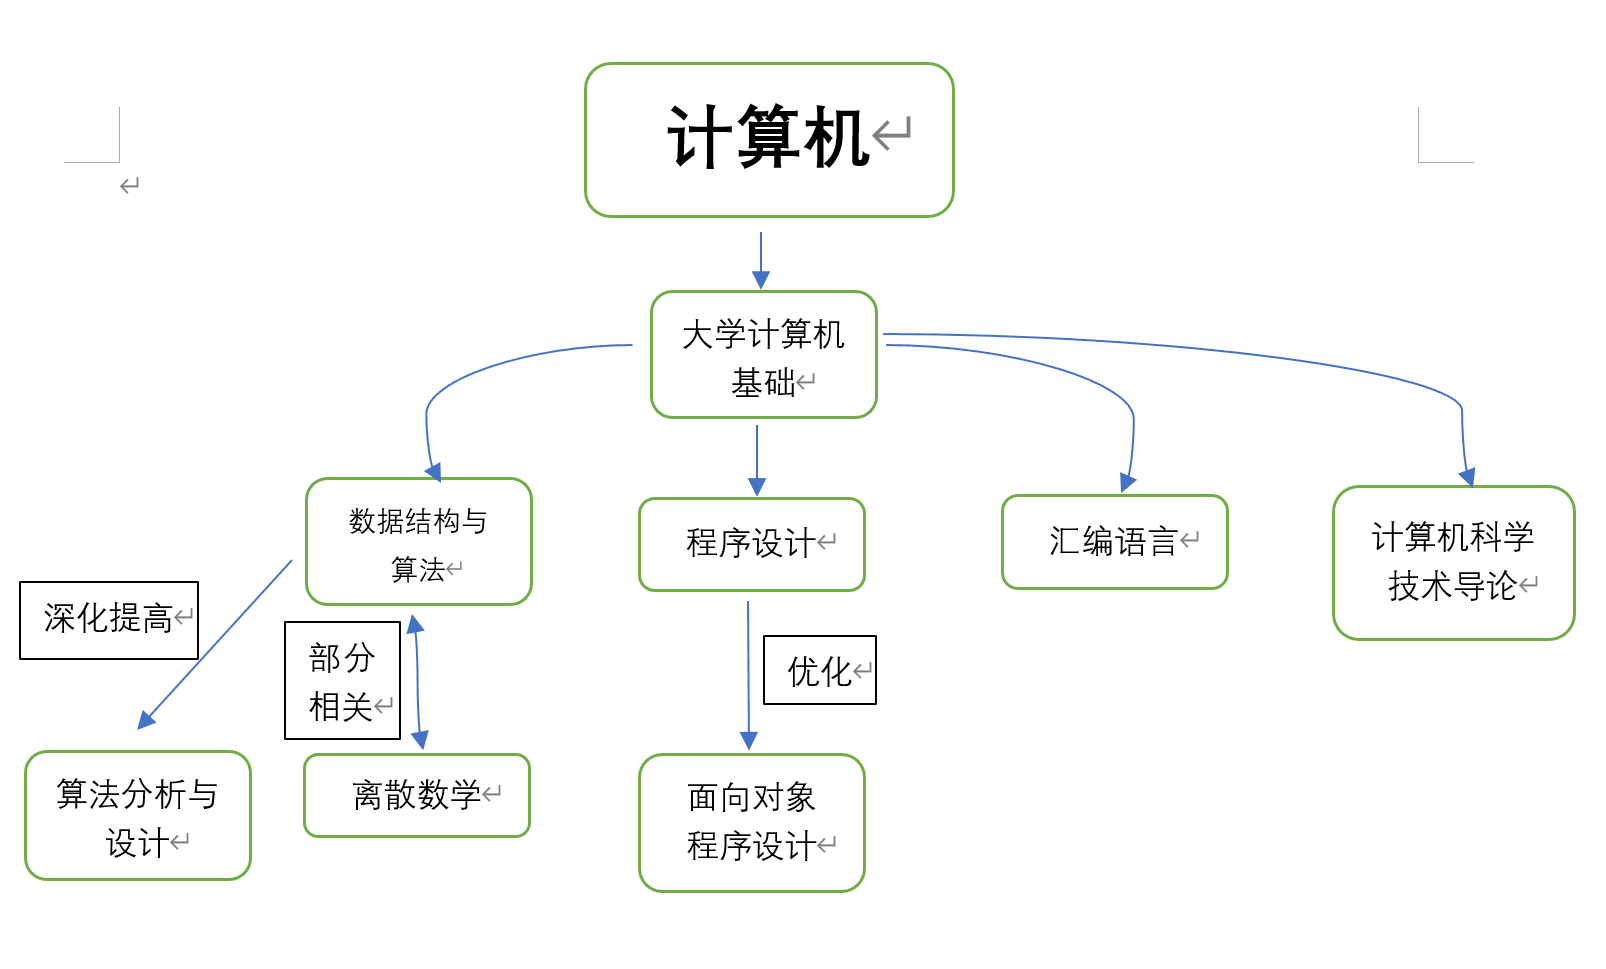 计算机
大学计算机
基础
数据结构与
算法
程序设计
汇编语言
计算机科学
技术导论
深化提高
部分
相关
优化
算法分析与
设计
离散数学
面向对象
程序设计